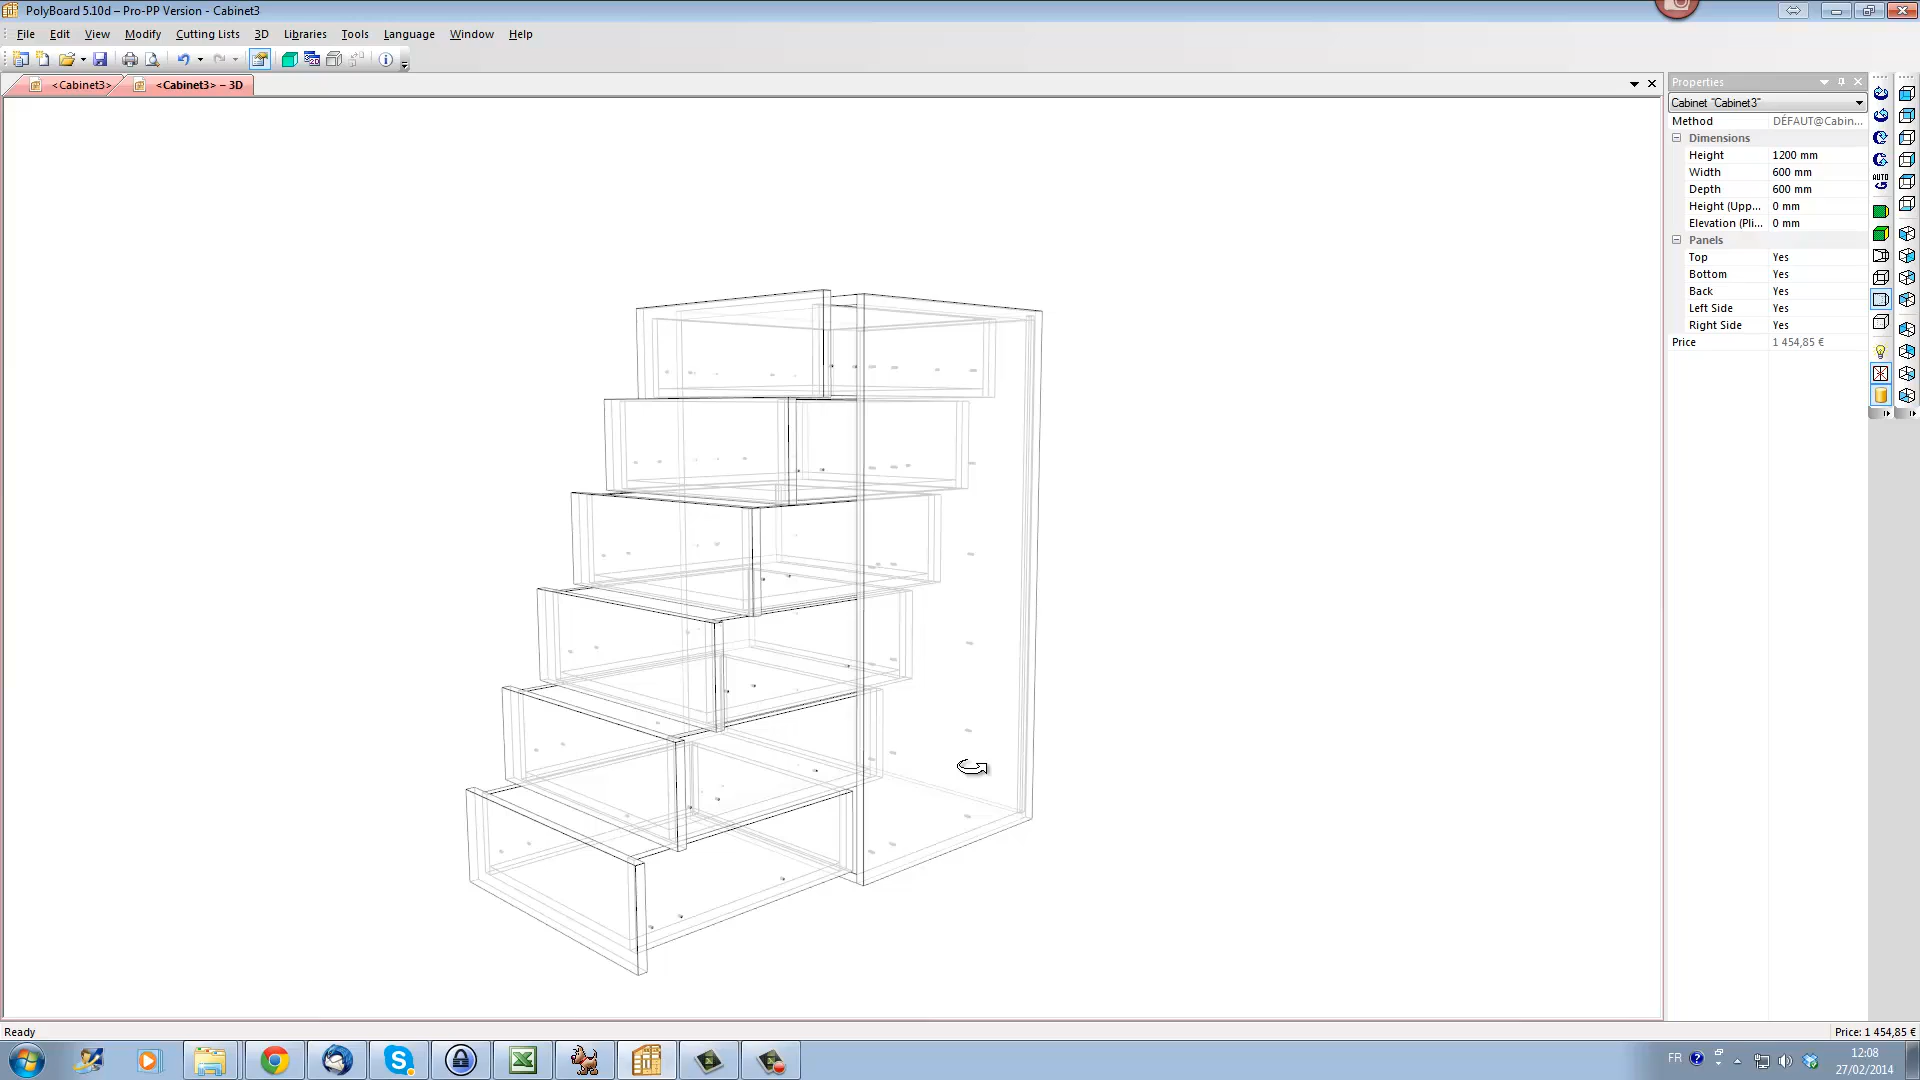 PolyBoard 5.10d – Pro-PP Version - Cabinet3
File Edit View Modify Cutting Lists 3D Libraries Tools Language Window Help
<Cabinet3> <Cabinet3> – 3D
Properties
Cabinet "Cabinet3"
Method DÉFAUT@Cabin...
Dimensions
Height 1200 mm
Width 600 mm
Depth 600 mm
Height (Upp... 0 mm
Elevation (Pli... 0 mm
Panels
Top Yes
Bottom Yes
Back Yes
Left Side Yes
Right Side Yes
Price 1 454,85 €
AUTO
Ready
Price: 1 454,85 €
FR
12:08
27/02/2014